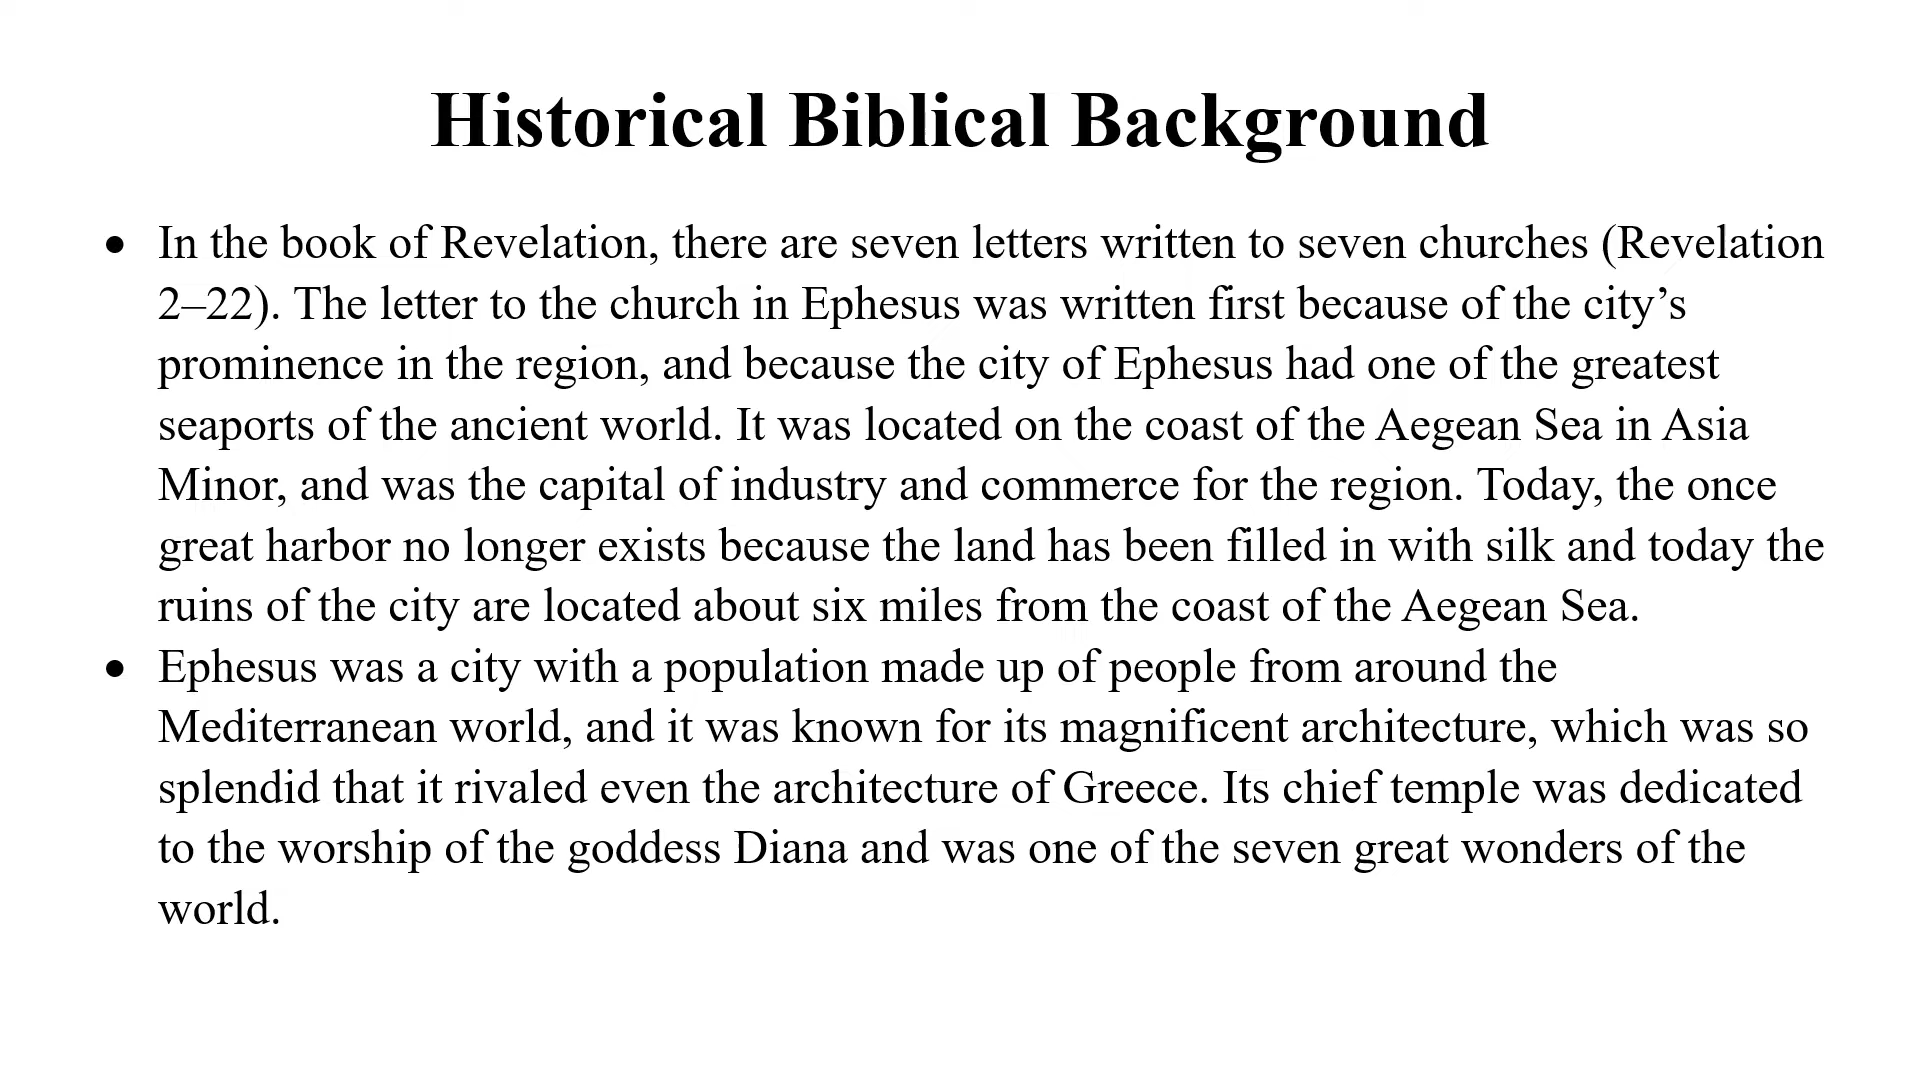 Historical Biblical Background
• In the book of Revelation, there are seven letters written to seven churches (Revelation
2–22). The letter to the church in Ephesus was written first because of the city’s
prominence in the region, and because the city of Ephesus had one of the greatest
seaports of the ancient world. It was located on the coast of the Aegean Sea in Asia
Minor, and was the capital of industry and commerce for the region. Today, the once
great harbor no longer exists because the land has been filled in with silk and today the
ruins of the city are located about six miles from the coast of the Aegean Sea.
• Ephesus was a city with a population made up of people from around the
Mediterranean world, and it was known for its magnificent architecture, which was so
splendid that it rivaled even the architecture of Greece. Its chief temple was dedicated
to the worship of the goddess Diana and was one of the seven great wonders of the
world.